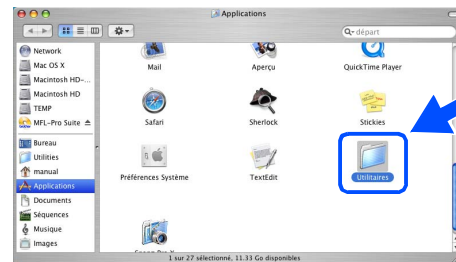 Applications
départ
Network
Mac OS X
Macintosh HD-...
Macintosh HD
TEMP
MFL-Pro Suite
Bureau
Utilities
manual
Applications
Documents
Séquences
Musique
Images
Mail
Aperçu
QuickTime Player
Safari
Sherlock
Stickies
Préférences Système
TextEdit
Utilitaires
1 sur 27 sélectionné, 11.33 Go disponibles